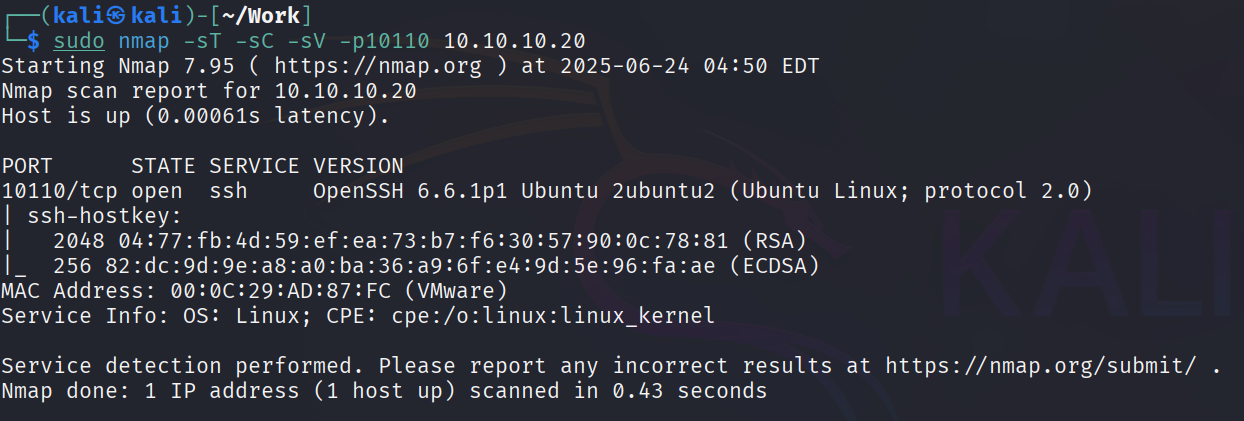 ┌──(kali㉿kali)-[~/Work]
└─$ sudo nmap -sT -sC -sV -p10110 10.10.10.20
Starting Nmap 7.95 ( https://nmap.org ) at 2025-06-24 04:50 EDT
Nmap scan report for 10.10.10.20
Host is up (0.00061s latency).

PORT      STATE SERVICE VERSION
10110/tcp open  ssh     OpenSSH 6.6.1p1 Ubuntu 2ubuntu2 (Ubuntu Linux; protocol 2.0)
| ssh-hostkey:
|   2048 04:77:fb:4d:59:ef:ea:73:b7:f6:30:57:90:0c:78:81 (RSA)
|_  256 82:dc:9d:9e:a8:a0:ba:36:a9:6f:e4:9d:5e:96:fa:ae (ECDSA)
MAC Address: 00:0C:29:AD:87:FC (VMware)
Service Info: OS: Linux; CPE: cpe:/o:linux:linux_kernel

Service detection performed. Please report any incorrect results at https://nmap.org/submit/ .
Nmap done: 1 IP address (1 host up) scanned in 0.43 seconds
KALI